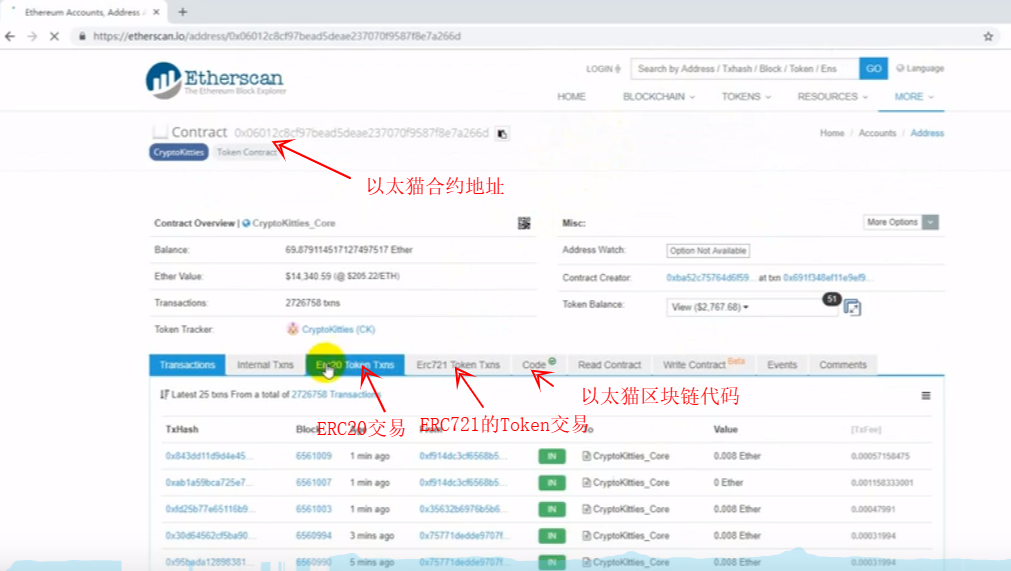 Ethereum Accounts, Address
https://etherscan.io/address/0x06012c8cf97bead5deae237070f9587f8e7a266d
Etherscan
The Ethereum Block Explorer
LOGIN
Search by Address / Txhash / Block / Token / Ens
GO
Language
HOME
BLOCKCHAIN
TOKENS
RESOURCES
MORE
Contract 0x06012c8cf97bead5deae237070f9587f8e7a266d
Home / Accounts / Address
CryptoKitties
Token Contract
以太猫合约地址
Contract Overview | CryptoKitties_Core
Misc:
More Options
Balance: 69.879114517127497517 Ether
Address Watch: Option Not Available
Ether Value: $14,340.59 (@ $205.22/ETH)
Contract Creator: 0xba52c75764d6f59... at txn 0x691f348ef11e9ef9...
Transactions: 2726758 txns
Token Balance: View ($2,767.68)
51
Token Tracker: CryptoKitties (CK)
Transactions
Internal Txns
Erc20 Token Txns
Erc721 Token Txns
Code
Read Contract
Write Contract Beta
Events
Comments
Latest 25 txns From a total of 2726758 Transactions
以太猫区块链代码
ERC20交易
ERC721的Token交易
TxHash Block To Value [TxFee]
0x843dd11d9d4e45... 6561009 1 min ago 0xf914dc3cf6568b5... IN CryptoKitties_Core 0.008 Ether 0.00057158475
0xab1a59bca725e7... 6561007 1 min ago 0xf914dc3cf6568b5... IN CryptoKitties_Core 0 Ether 0.001158333001
0xfd25b77e65116b9... 6561003 1 min ago 0x35632b6976b5b6... IN CryptoKitties_Core 0.008 Ether 0.00047991
0x30d64562cf5ba90... 6560994 3 mins ago 0x75771dedde9707f... IN CryptoKitties_Core 0.008 Ether 0.00031994
0x95bada12898381... 6560990 5 mins ago 0x75771dedde9707f... IN CryptoKitties_Core 0.008 Ether 0.00031994